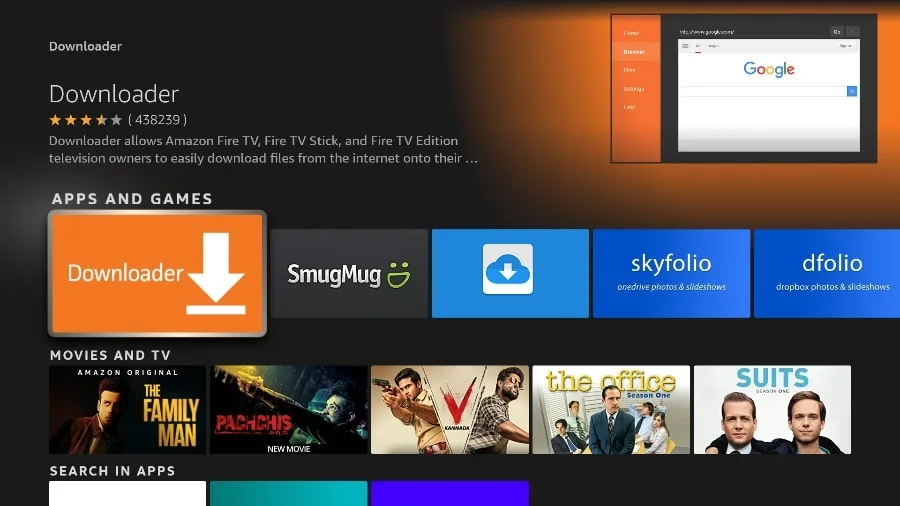 Downloader
Downloader
( 438239 )
Downloader allows Amazon Fire TV, Fire TV Stick, and Fire TV Edition
television owners to easily download files from the internet onto their ...
Home
Browser
Files
Settings
Help
http://www.google.com/
Go
Sign in
Google
APPS AND GAMES
Downloader
SmugMug
skyfolio
onedrive photos & slideshows
dfolio
dropbox photos & slideshows
MOVIES AND TV
AMAZON ORIGINAL
THE
FAMILY
MAN
PACHCHIS
NEW MOVIE
V
KANNADA
the office
Season One
SUITS
SEASON ONE
SEARCH IN APPS